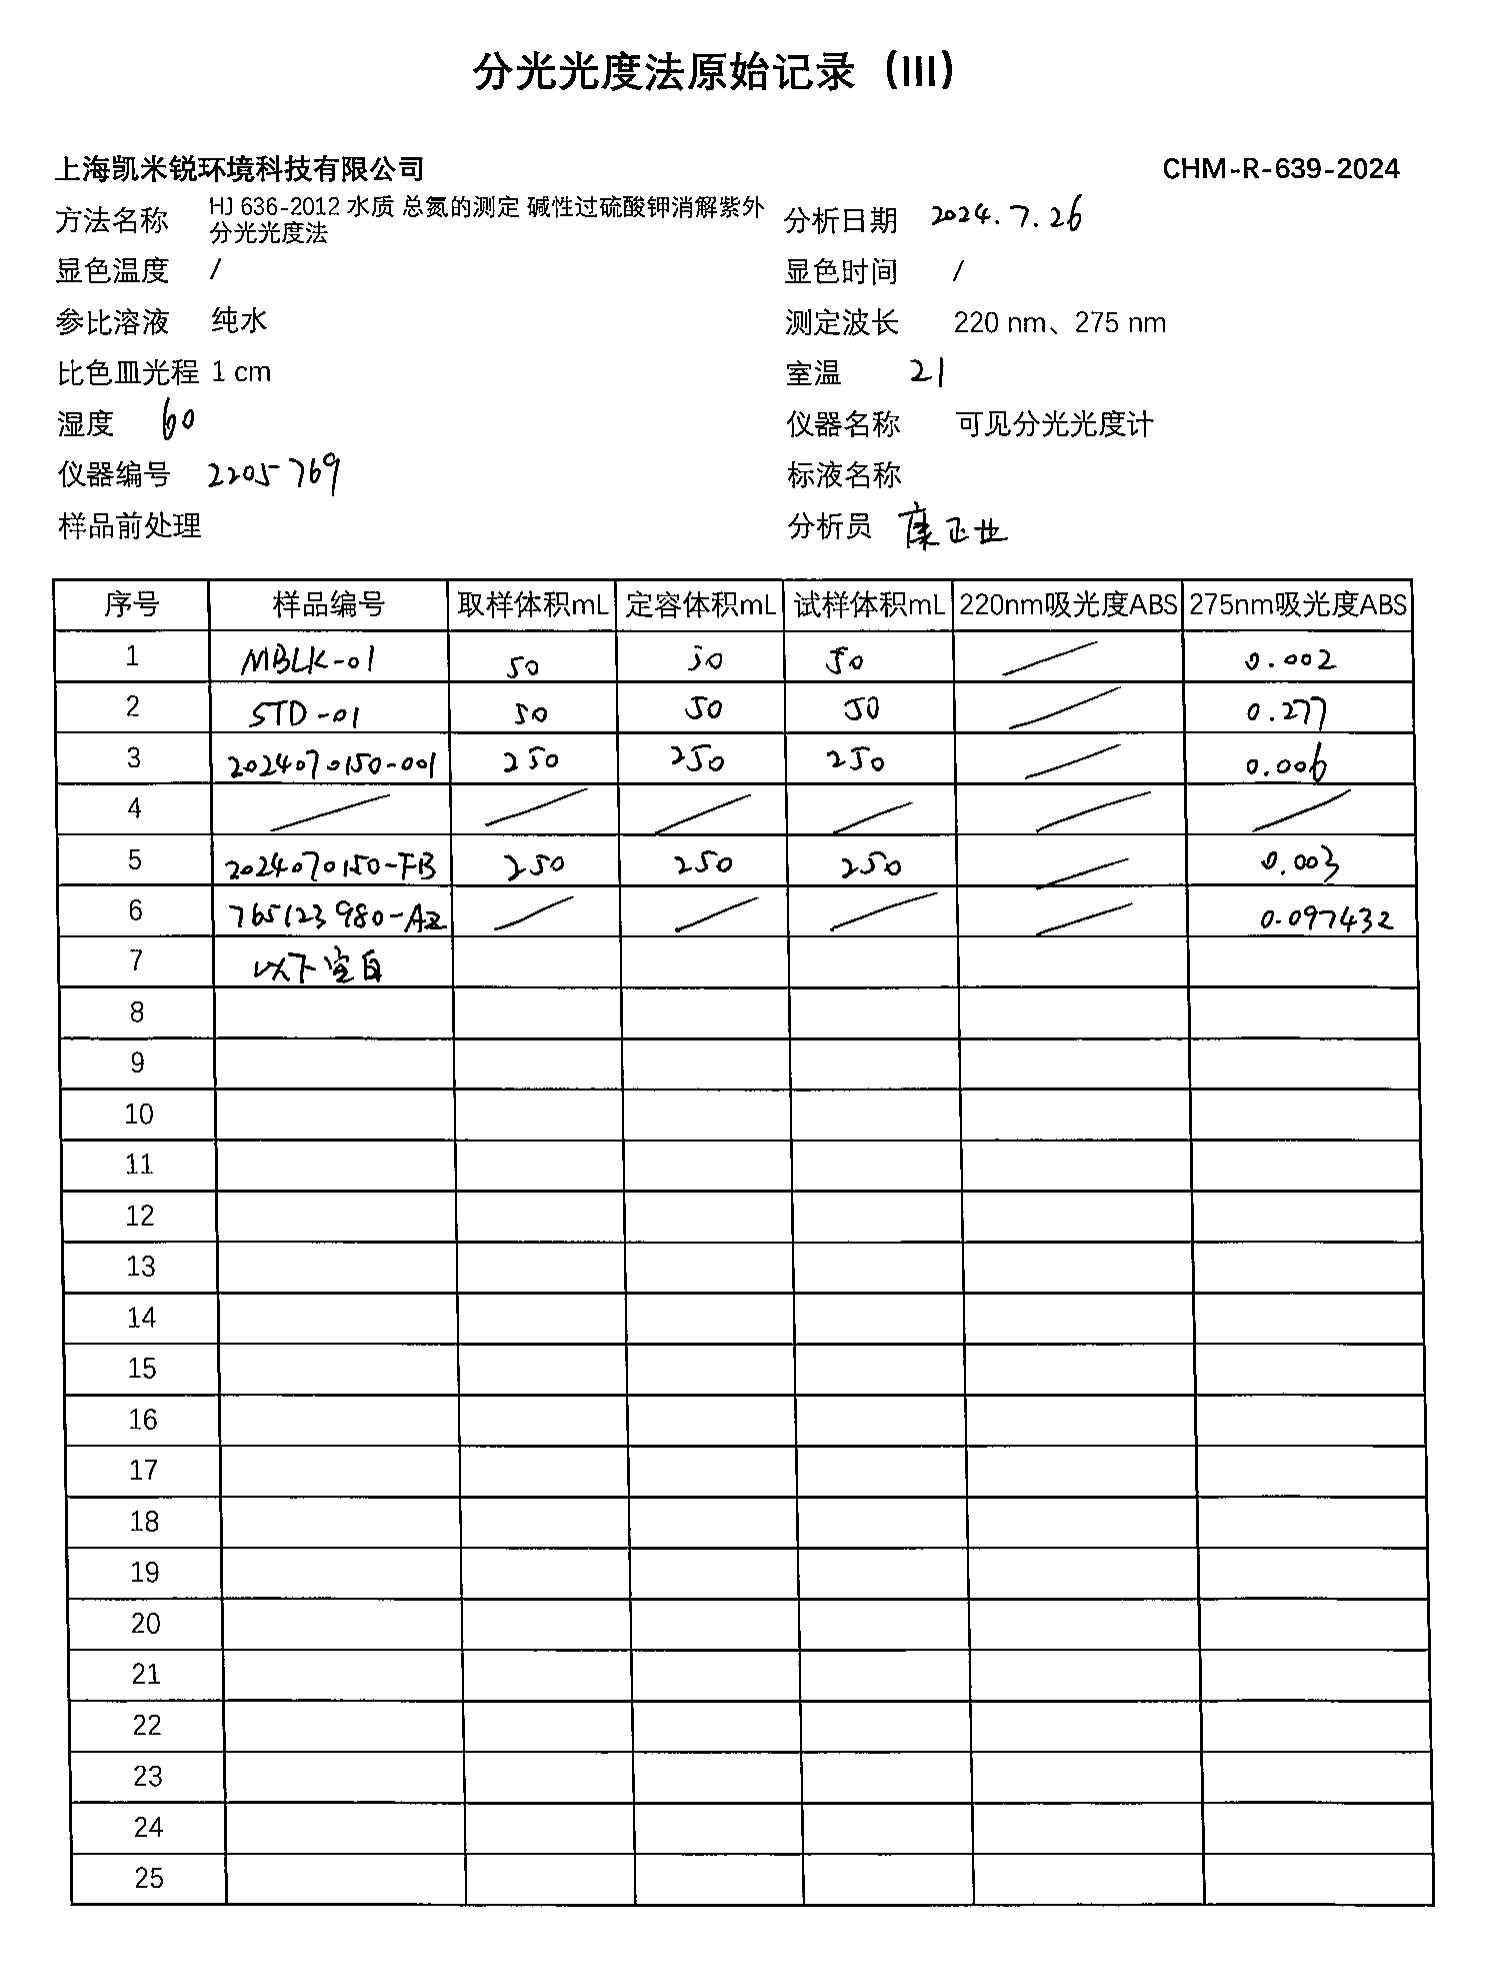 分光光度法原始记录（III）
上海凯米锐环境科技有限公司 CHM-R-639-2024
方法名称 HJ 636-2012 水质 总氮的测定 碱性过硫酸钾消解紫外分光光度法 分析日期 2024.7.26
显色温度 / 显色时间 /
参比溶液 纯水 测定波长 220 nm、275 nm
比色皿光程 1 cm 室温 21
湿度 60 仪器名称 可见分光光度计
仪器编号 2205769 标液名称
样品前处理 分析员 康正业
序号 样品编号 取样体积mL 定容体积mL 试样体积mL 220nm吸光度ABS 275nm吸光度ABS
1 MBLK-01 50 50 50 / 0.002
2 STD-01 50 50 50 / 0.277
3 2024070150-001 250 250 250 / 0.006
4 / / / / / /
5 2024070150-FB 250 250 250 / 0.003
6 765123980-AZ / / / / 0.097432
7 以下空白
8
9
10
11
12
13
14
15
16
17
18
19
20
21
22
23
24
25